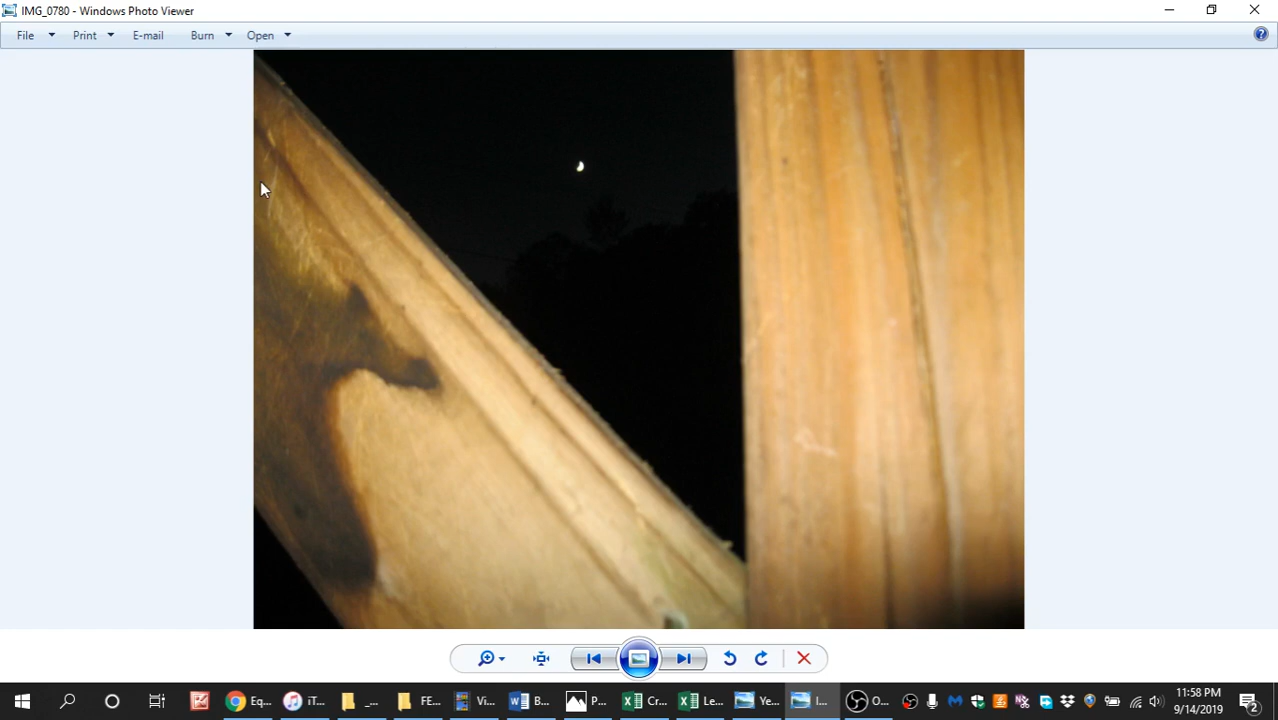 IMG_0780 - Windows Photo Viewer
File Print E-mail Burn Open
Eq... iT... _... FE... Vi... B... P... Cr... Le... Ye... I... O...
11:58 PM
9/14/2019
2